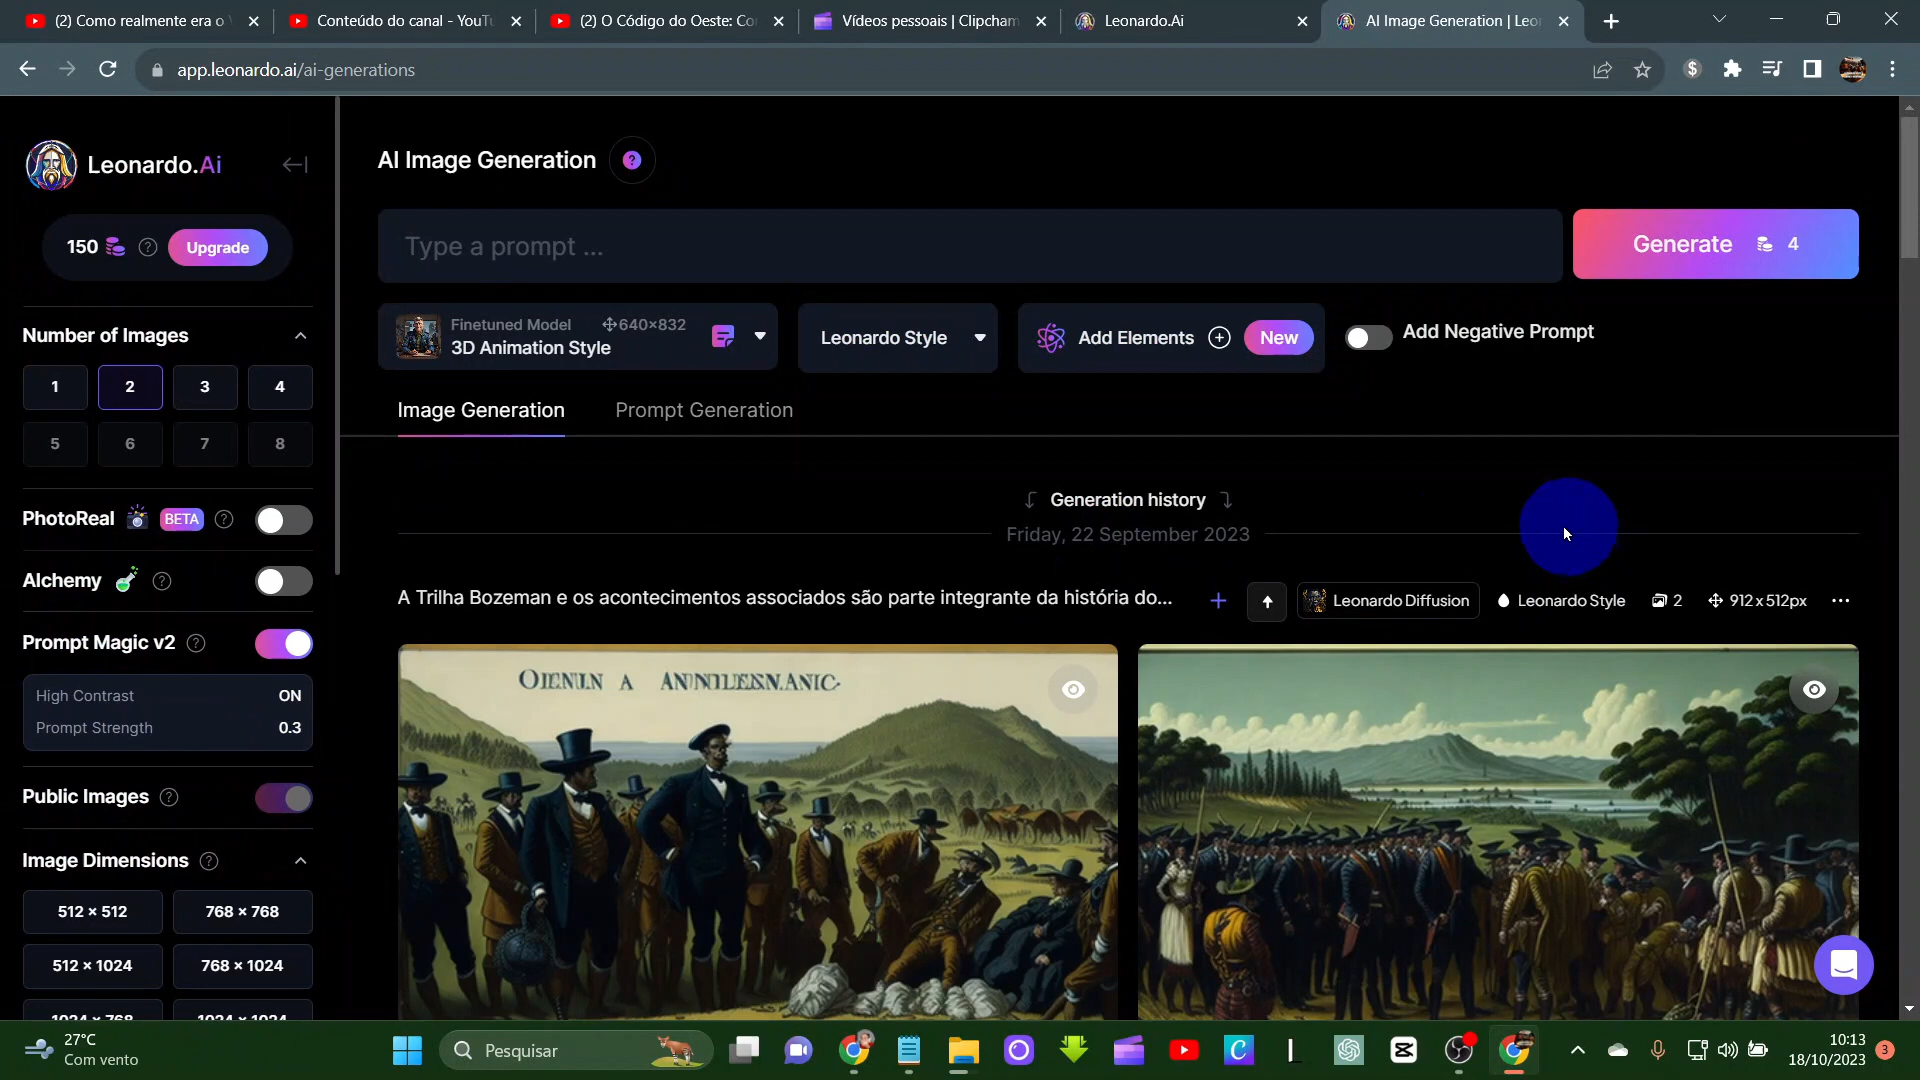 (2) Como realmente era o
Conteúdo do canal - YouTu
(2) O Código do Oeste: Co
Vídeos pessoais | Clipcham
Leonardo.Ai
AI Image Generation | Leo
app.leonardo.ai/ai-generations
Leonardo.Ai
150
?
Upgrade
Number of Images
1
2
3
4
5
6
7
8
PhotoReal
BETA
?
Alchemy
?
Prompt Magic v2
?
High Contrast
ON
Prompt Strength
0.3
Public Images
?
Image Dimensions
?
512 × 512
768 × 768
512 × 1024
768 × 1024
1024 × 768
1024 × 1024
AI Image Generation
?
Type a prompt ...
Generate 4
Finetuned Model
640×832
3D Animation Style
Leonardo Style
Add Elements
New
Add Negative Prompt
Image Generation
Prompt Generation
Generation history
Friday, 22 September 2023
A Trilha Bozeman e os acontecimentos associados são parte integrante da história do...
Leonardo Diffusion
Leonardo Style
2
912 x 512px
27°C
Com vento
Pesquisar
10:13
18/10/2023
3